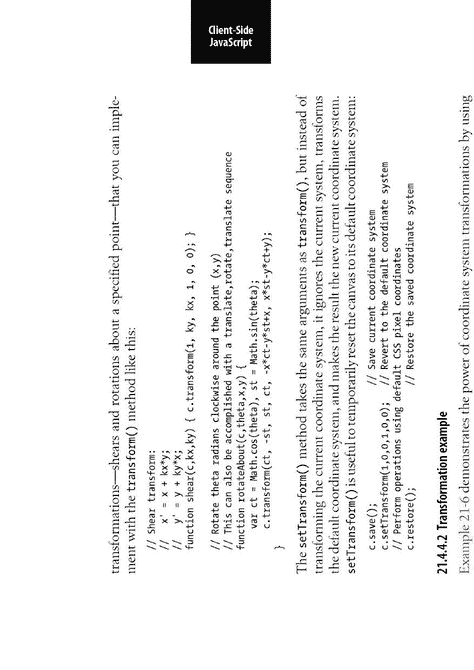 Client-Side
JavaScript
transformations—shears and rotations about a specified point—that you can imple-
ment with the transform() method like this:
// Shear transform:
//    x' = x + kx*y;
//    y' = y + ky*x;
function shear(c,kx,ky) { c.transform(1, ky, kx, 1, 0, 0); }
// Rotate theta radians clockwise around the point (x,y)
// This can also be accomplished with a translate,rotate,translate sequence
function rotateAbout(c,theta,x,y) {
    var ct = Math.cos(theta), st = Math.sin(theta);
    c.transform(ct, -st, st, ct, -x*ct-y*st+x, x*st-y*ct+y);
}
The setTransform() method takes the same arguments as transform(), but instead of
transforming the current coordinate system, it ignores the current system, transforms
the default coordinate system, and makes the result the new current coordinate system.
setTransform() is useful to temporarily reset the canvas to its default coordinate system:
c.save();                    // Save current coordinate system
c.setTransform(1,0,0,1,0,0); // Revert to the default coordinate system
// Perform operations using default CSS pixel coordinates
c.restore();                 // Restore the saved coordinate system
21.4.4.2 Transformation example
Example 21-6 demonstrates the power of coordinate system transformations by using